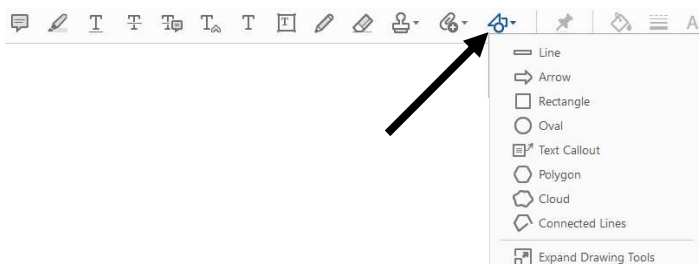 T T T T T T
A
Line
Arrow
Rectangle
Oval
Text Callout
Polygon
Cloud
Connected Lines
Expand Drawing Tools